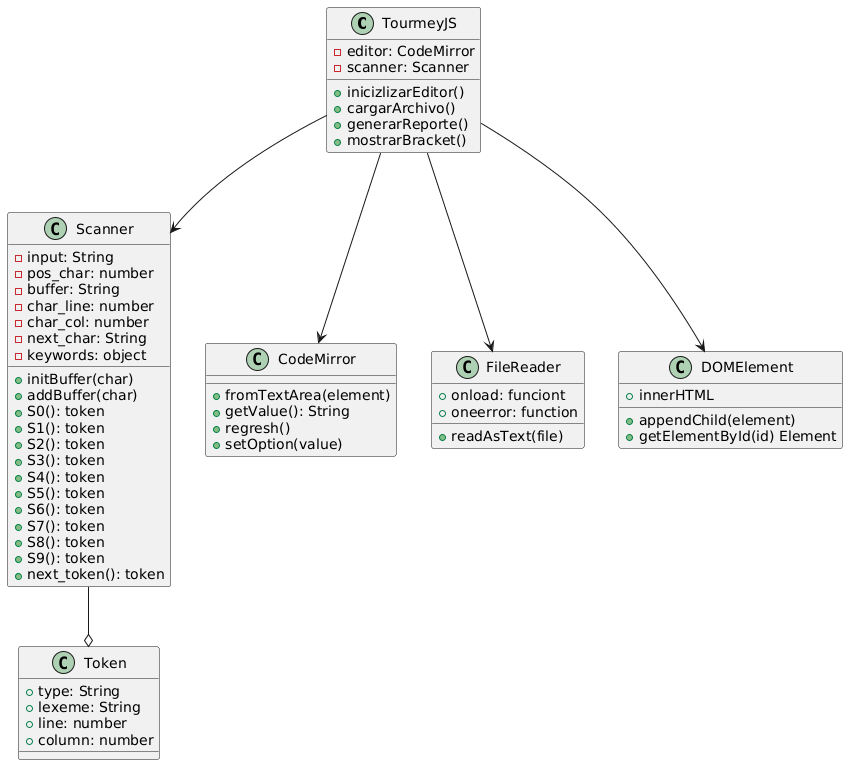 C TourmeyJS
editor: CodeMirror
scanner: Scanner
inicizlizarEditor()
cargarArchivo()
generarReporte()
mostrarBracket()
C Scanner
input: String
pos_char: number
buffer: String
char_line: number
char_col: number
next_char: String
keywords: object
initBuffer(char)
addBuffer(char)
S0(): token
S1(): token
S2(): token
S3(): token
S4(): token
S5(): token
S6(): token
S7(): token
S8(): token
S9(): token
next_token(): token
C CodeMirror
fromTextArea(element)
getValue(): String
regresh()
setOption(value)
C FileReader
onload: funciont
oneerror: function
readAsText(file)
C DOMElement
innerHTML
appendChild(element)
getElementById(id) Element
C Token
type: String
lexeme: String
line: number
column: number